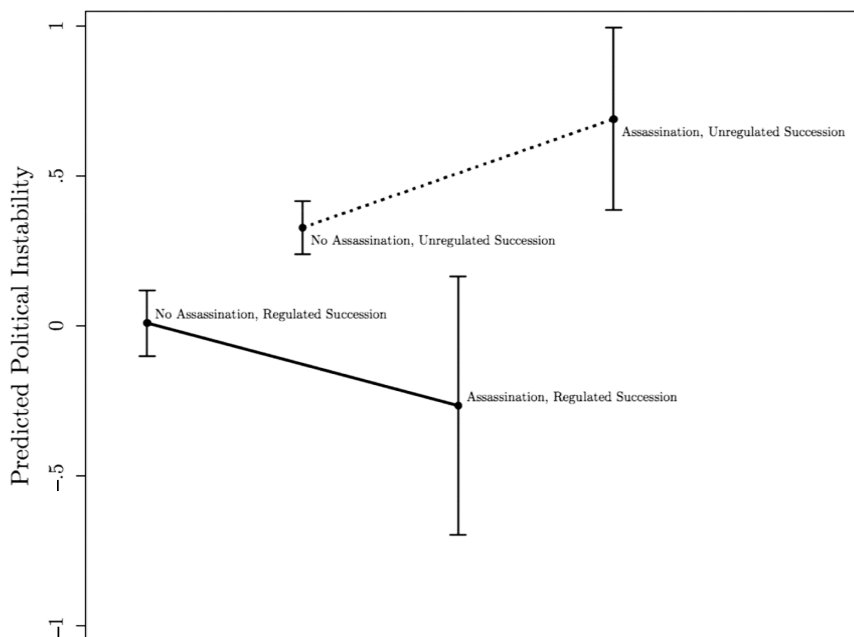 Predicted Political Instability
1
.5
0
−.5
−1
Assassination, Unregulated Succession
No Assassination, Unregulated Succession
No Assassination, Regulated Succession
Assassination, Regulated Succession